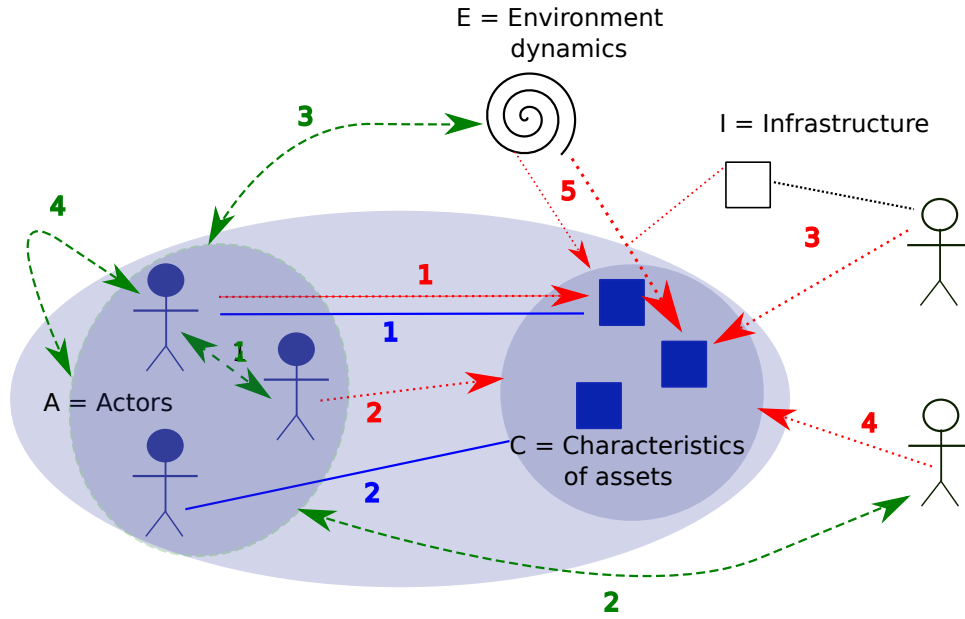 E = Environment
dynamics
I = Infrastructure
3
4
5
3
1
1
1
A = Actors
2
4
C = Characteristics
of assets
2
2